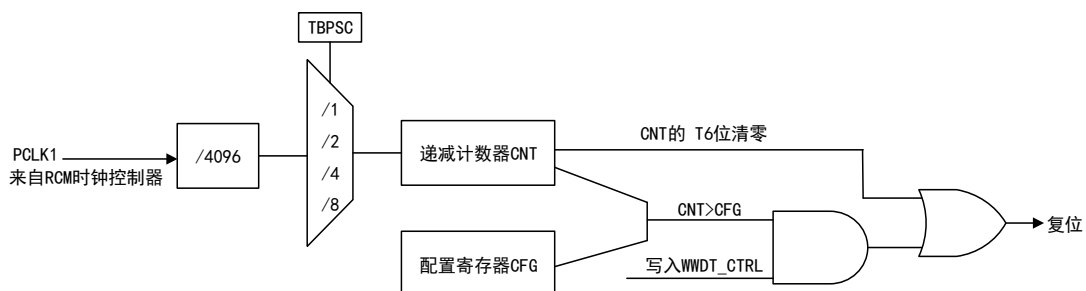 TBPSC
/1
/2
/4
/8
PCLK1
来自RCM时钟控制器
/4096
递减计数器CNT
CNT的 T6位清零
CNT>CFG
配置寄存器CFG
写入WWDT_CTRL
复位